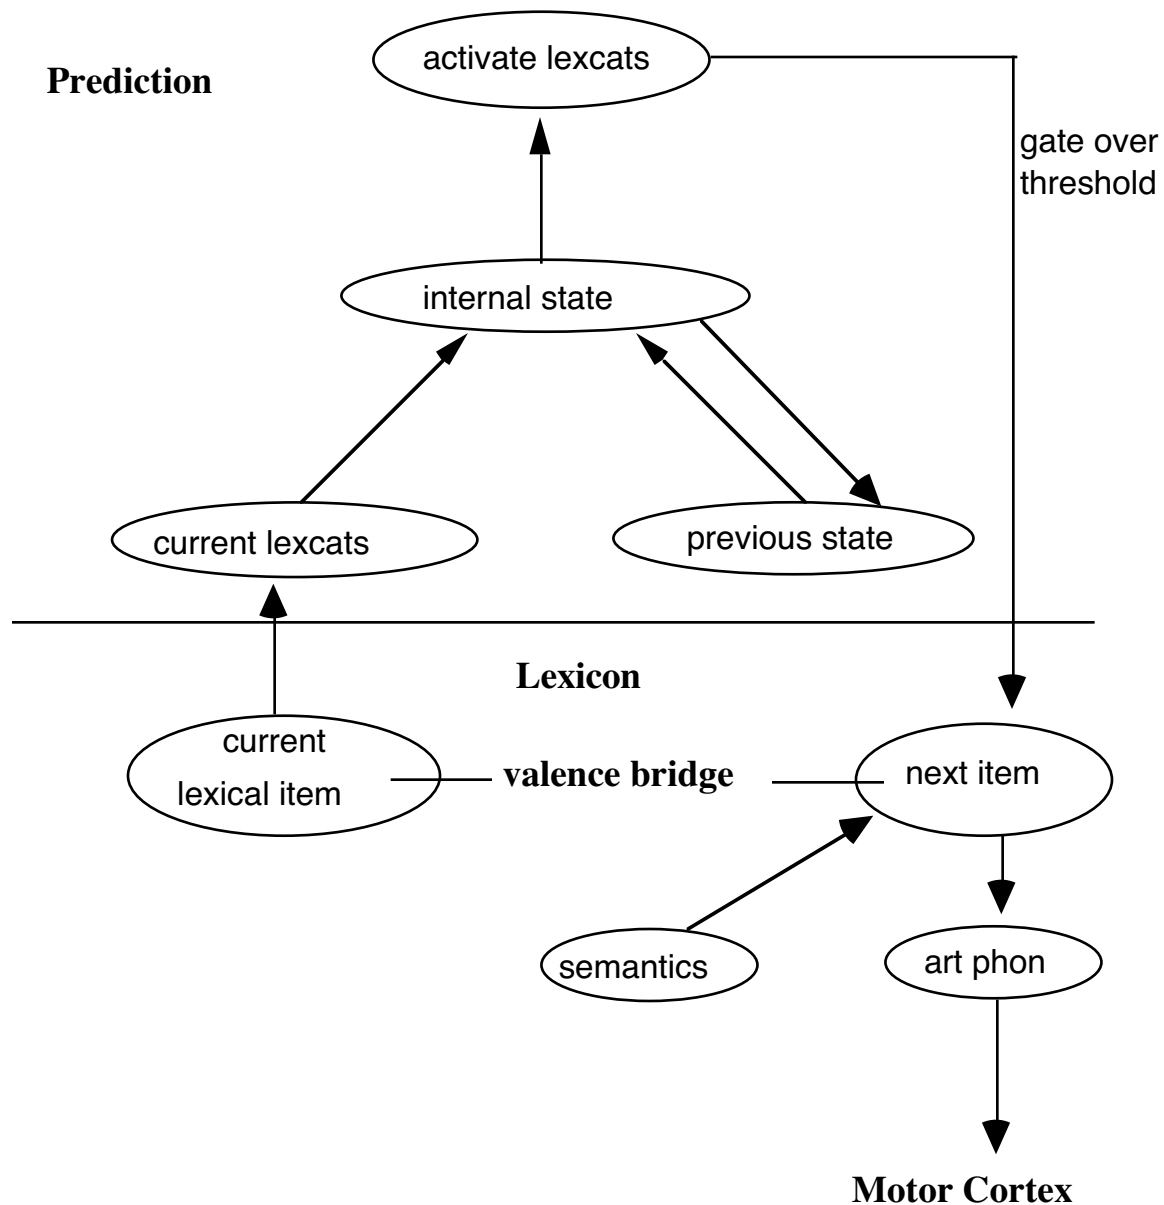 activate lexcats
Prediction
gate over
threshold
internal state
current lexcats
previous state
Lexicon
current
lexical item
valence bridge
next item
semantics
art phon
Motor Cortex